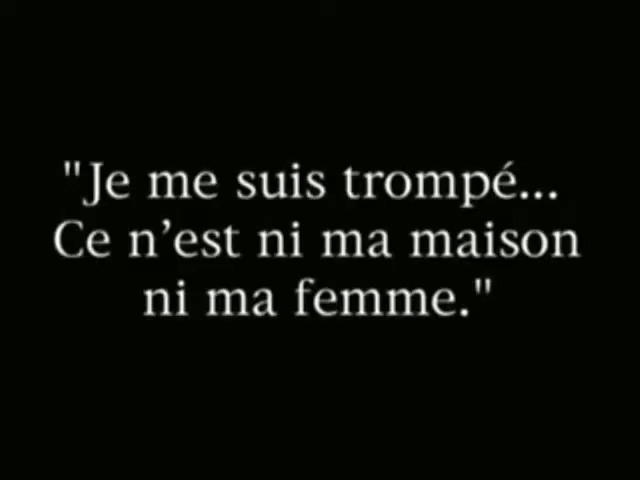 "Je me suis trompé...
Ce n’est ni ma maison
ni ma femme."